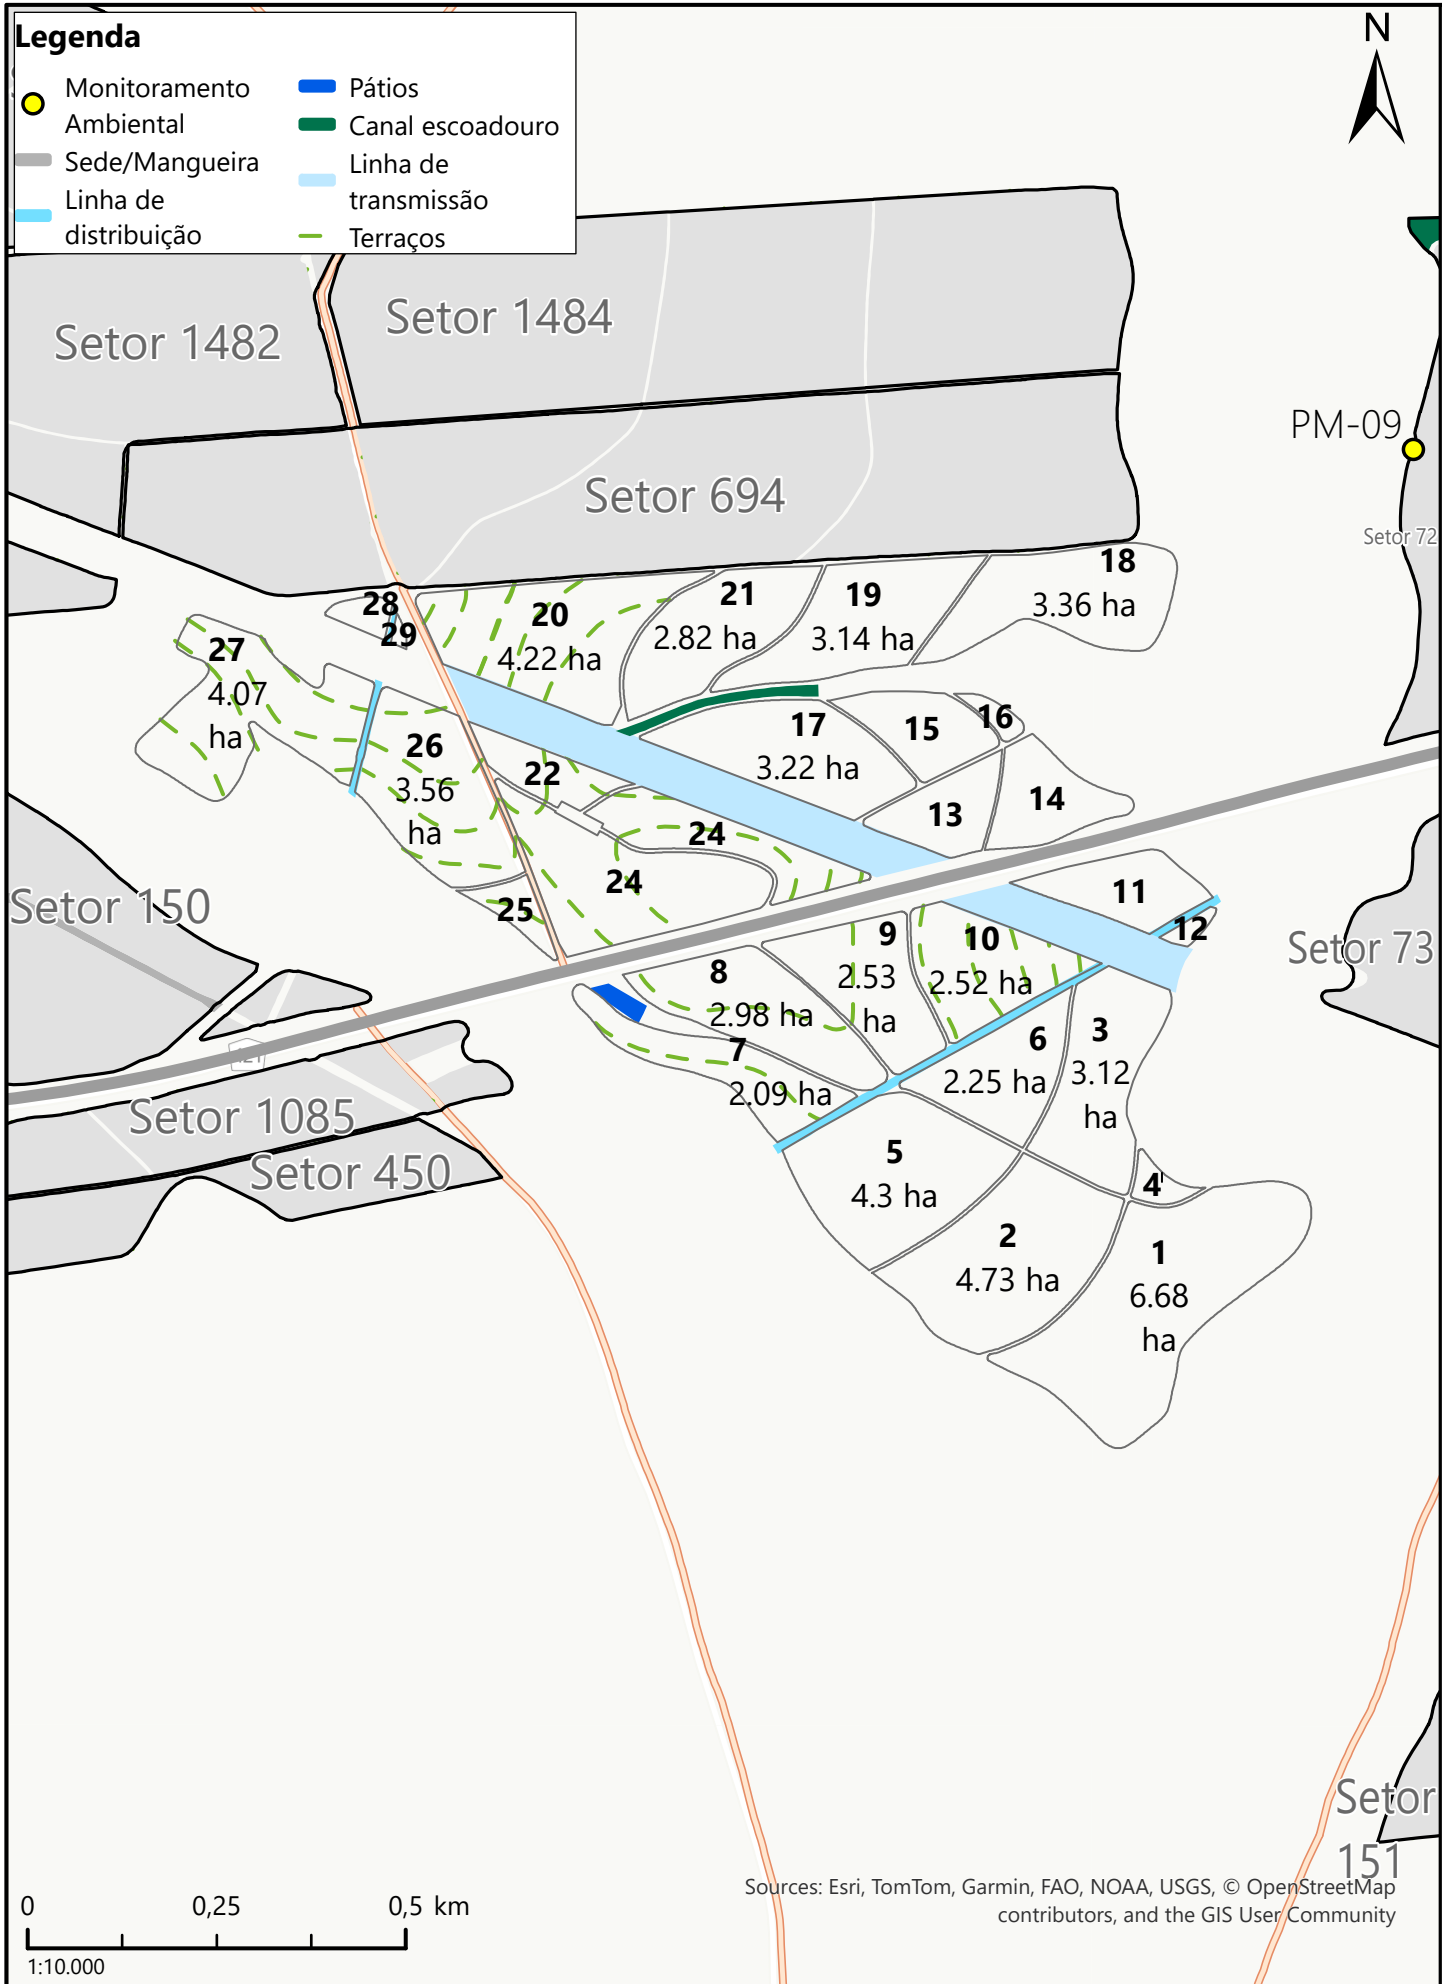 Legenda
Monitoramento
Ambiental
Sede/Mangueira
Linha de
distribuição
Pátios
Canal escoadouro
Linha de
transmissão
Terraços
N
Setor 1482
Setor 1484
Setor 694
PM-09
Setor 72
18
3.36 ha
21
2.82 ha
19
3.14 ha
20
4.22 ha
28
29
27
4.07
ha
26
3.56
ha
22
17
3.22 ha
15
16
13
14
24
24
25
11
12
9
2.53
ha
10
2.52 ha
8
2.98 ha
7
2.09 ha
6
2.25 ha
3
3.12
ha
5
4.3 ha
4
2
4.73 ha
1
6.68
ha
Setor 150
Setor 73
Setor 1085
Setor 450
Setor
151
0 0,25 0,5 km
1:10.000
Sources: Esri, TomTom, Garmin, FAO, NOAA, USGS, © OpenStreetMap
contributors, and the GIS User Community